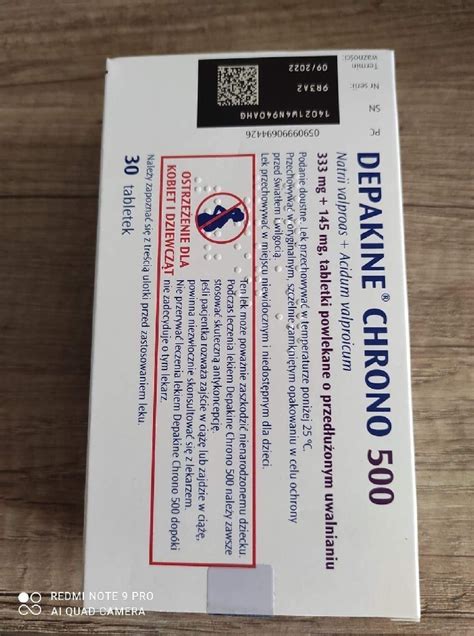 PC 05909990694426
SN 14021W4N94DAHG
Nr serii: 9R3A2
Termin ważności: 09/2022
DEPAKINE® CHRONO 500
Natrii valproas + Acidum valproicum
333 mg + 145 mg, tabletki powlekane o przedłużonym uwalnianiu
Podanie doustne. Lek przechowywać w temperaturze poniżej 25 °C.
Przechowywać w oryginalnym, szczelnie zamkniętym opakowaniu w celu ochrony
przed światłem i wilgocią.
Lek przechowywać w miejscu niewidocznym i niedostępnym dla dzieci.
OSTRZEŻENIE DLA
KOBIET I DZIEWCZĄT
Ten lek może poważnie zaszkodzić nienarodzonemu dziecku.
Podczas leczenia lekiem Depakine Chrono 500 należy zawsze
stosować skuteczną antykoncepcję.
Jeśli pacjentka rozważa zajście w ciążę lub zajdzie w ciążę,
powinna niezwłocznie skonsultować się z lekarzem.
Nie przerywać leczenia lekiem Depakine Chrono 500 dopóki
nie zadecyduje o tym lekarz.
Należy zapoznać się z treścią ulotki przed zastosowaniem leku.
30 tabletek
REDMI NOTE 9 PRO
AI QUAD CAMERA